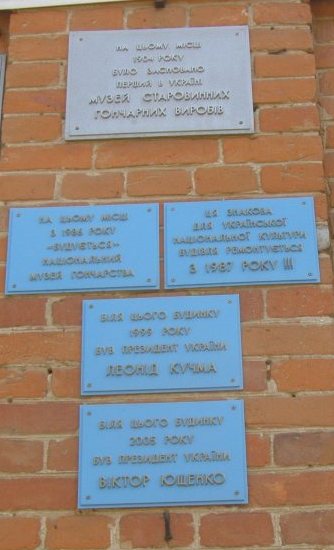 НА ЦЬОМУ МІСЦІ
1904 РОКУ
БУЛО ЗАСНОВАНО
ПЕРШИЙ В УКРАЇНІ
МУЗЕЙ СТАРОВИННИХ
ГОНЧАРНИХ ВИРОБІВ
НА ЦЬОМУ МІСЦІ
З 1986 РОКУ
«БУДУЄТЬСЯ»
НАЦІОНАЛЬНИЙ
МУЗЕЙ ГОНЧАРСТВА
ЦЯ ЗНАКОВА
ДЛЯ УКРАЇНСЬКОЇ
НАЦІОНАЛЬНОЇ КУЛЬТУРИ
БУДІВЛЯ РЕМОНТУЄТЬСЯ
З 1987 РОКУ !!!
БІЛЯ ЦЬОГО БУДИНКУ
1999 РОКУ
БУВ ПРЕЗИДЕНТ УКРАЇНИ
ЛЕОНІД КУЧМА
БІЛЯ ЦЬОГО БУДИНКУ
2005 РОКУ
БУВ ПРЕЗИДЕНТ УКРАЇНИ
ВІКТОР ЮЩЕНКО